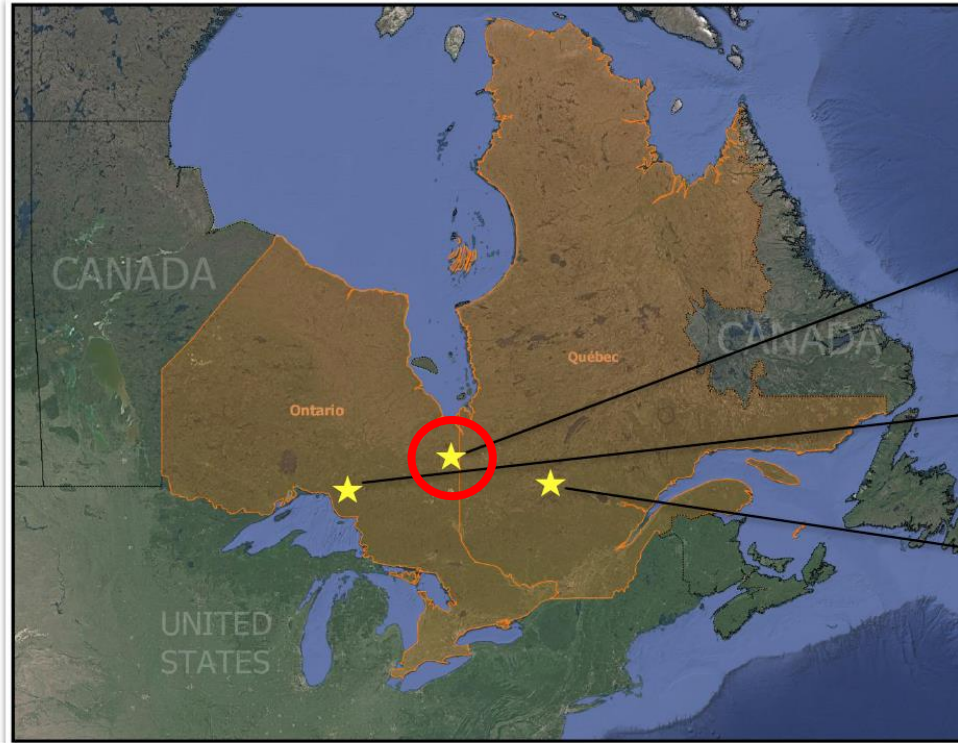 CANADA
CANADA
Québec
Ontario
UNITED
STATES